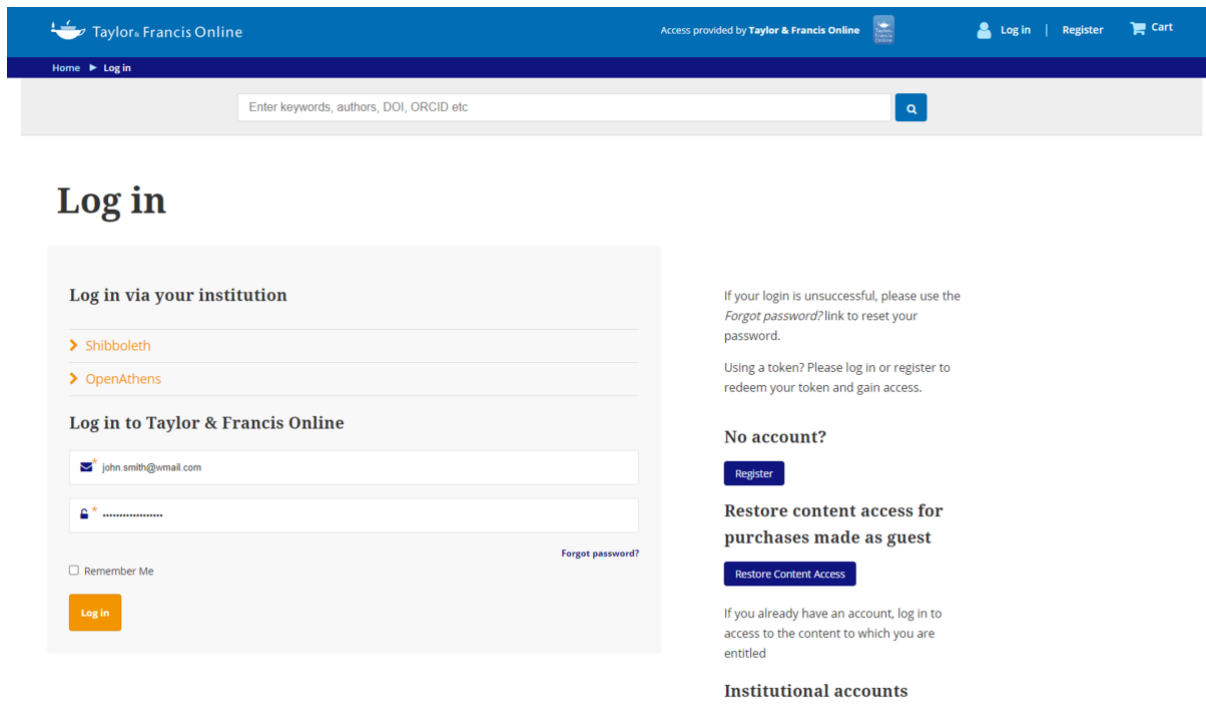 Taylor & Francis Online
Access provided by Taylor & Francis Online
Log in | Register
Cart
Home ▶ Log in
Enter keywords, authors, DOI, ORCID etc
Log in
Log in via your institution
Shibboleth
OpenAthens
Log in to Taylor & Francis Online
* john.smith@wmail.com
* ··················
Forgot password?
Remember Me
Log in
If your login is unsuccessful, please use the
Forgot password? link to reset your
password.
Using a token? Please log in or register to
redeem your token and gain access.
No account?
Register
Restore content access for
purchases made as guest
Restore Content Access
If you already have an account, log in to
access to the content to which you are
entitled
Institutional accounts